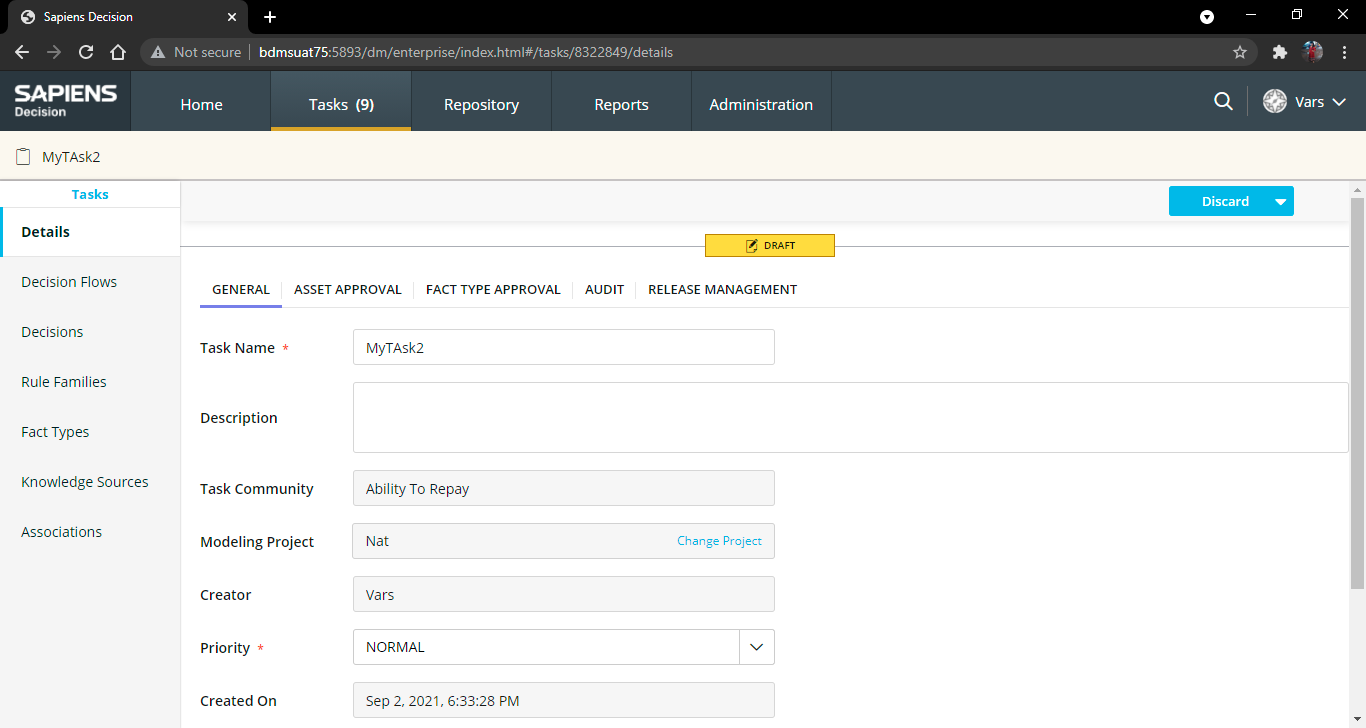 Sapiens Decision
Not secure bdmsuat75:5893/dm/enterprise/index.html#/tasks/8322849/details
SAPIENS
Decision
Home
Tasks (9)
Repository
Reports
Administration
Vars
MyTAsk2
Tasks
Discard
Details
DRAFT
Decision Flows
Decisions
Rule Families
Fact Types
Knowledge Sources
Associations
GENERAL
ASSET APPROVAL
FACT TYPE APPROVAL
AUDIT
RELEASE MANAGEMENT
Task Name *
MyTAsk2
Description
Task Community
Ability To Repay
Modeling Project
Nat
Change Project
Creator
Vars
Priority *
NORMAL
Created On
Sep 2, 2021, 6:33:28 PM